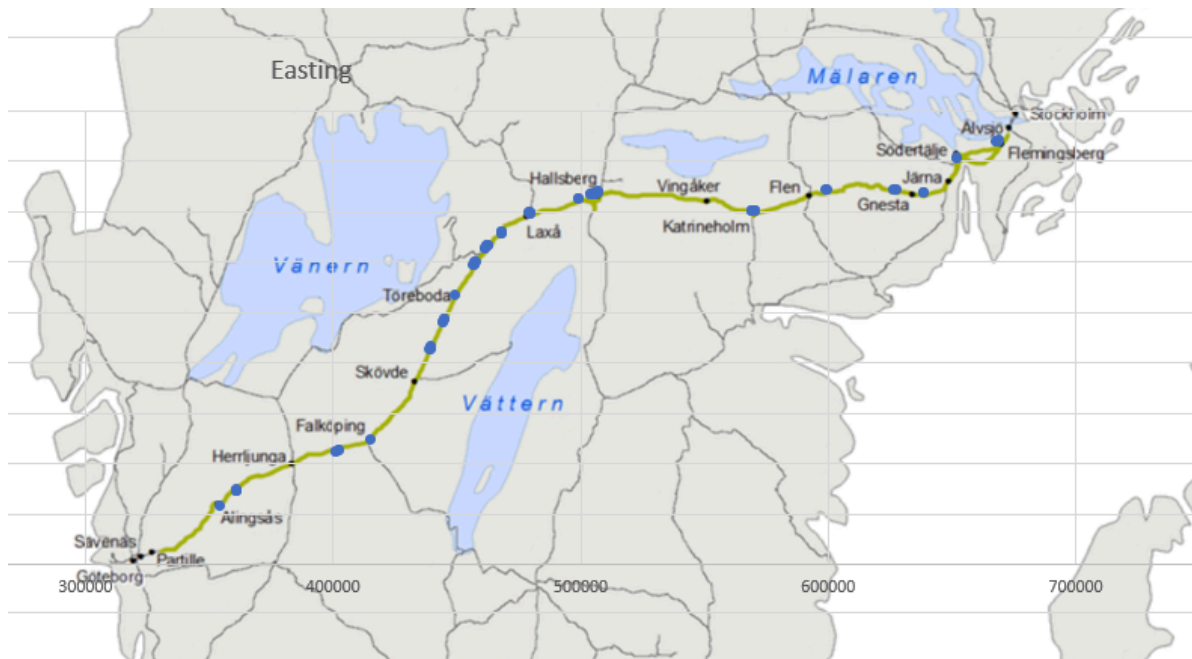 Easting
Mälaren
Stockholm
Älvsjö
Flemingsberg
Södertälje
Järna
Hallsberg
Vingåker
Flen
Gnesta
Katrineholm
Laxå
Vänern
Töreboda
Skövde
Vättern
Falköping
Herrljunga
Alingsås
Sävenäs
Partille
Göteborg
300000 400000 500000 600000 700000